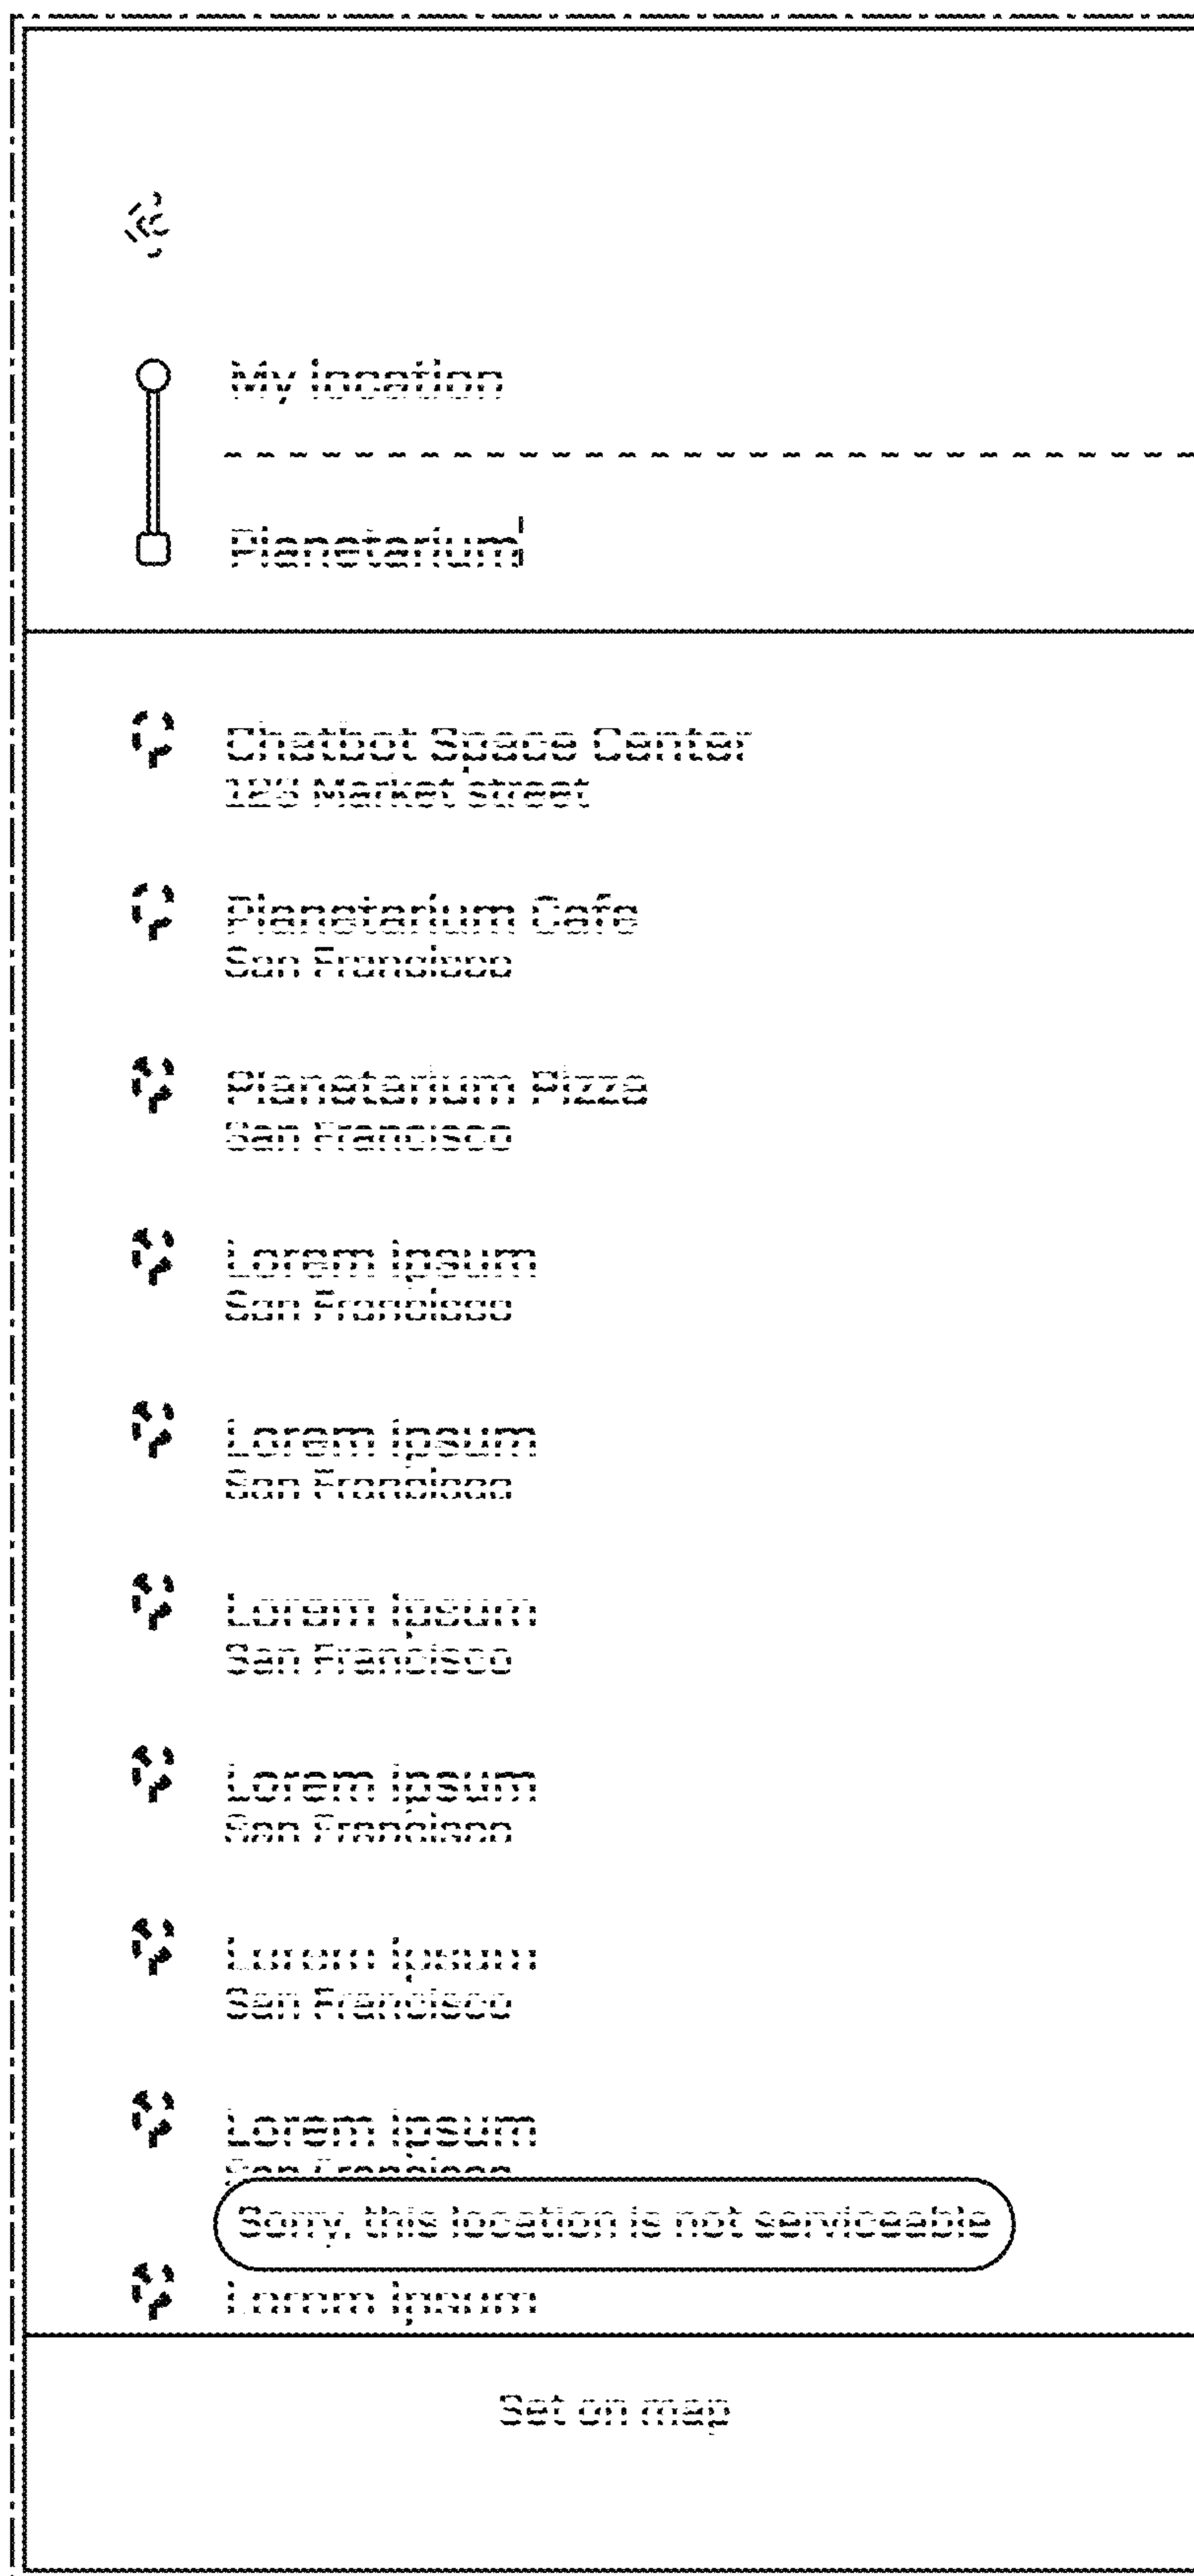 My location
Planetarium
Chatbot Space Center
123 Market street
Planetarium Cafe
San Francisco
Planetarium Pizza
San Francisco
Lorem ipsum
San Francisco
Lorem ipsum
San Francisco
Lorem ipsum
San Francisco
Lorem ipsum
San Francisco
Lorem ipsum
San Francisco
Lorem ipsum
San Francisco
Sorry, this location is not serviceable
Lorem ipsum
Set on map